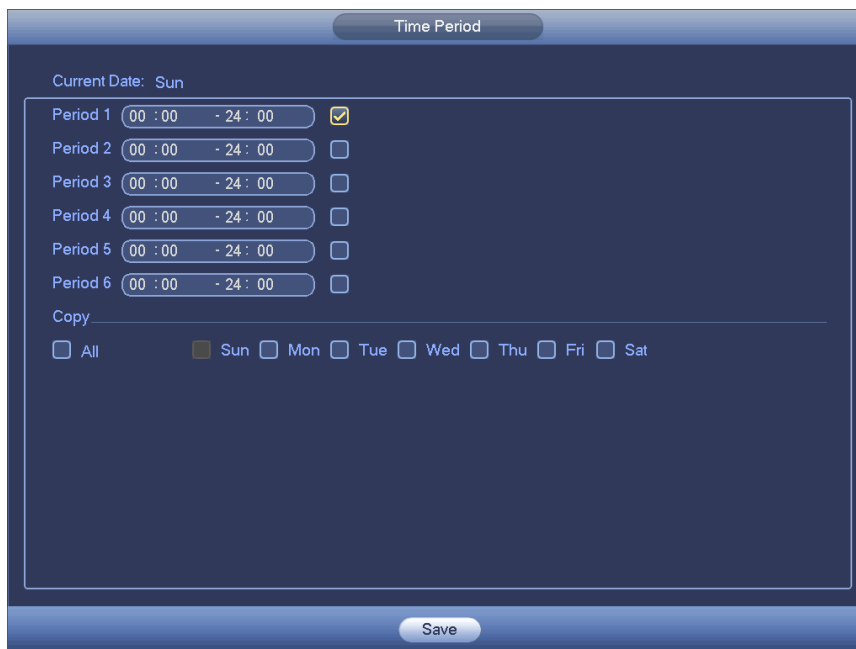 Time Period
Current Date: Sun
Period 1 00 : 00 - 24 : 00
Period 2 00 : 00 - 24 : 00
Period 3 00 : 00 - 24 : 00
Period 4 00 : 00 - 24 : 00
Period 5 00 : 00 - 24 : 00
Period 6 00 : 00 - 24 : 00
Copy
All Sun Mon Tue Wed Thu Fri Sat
Save